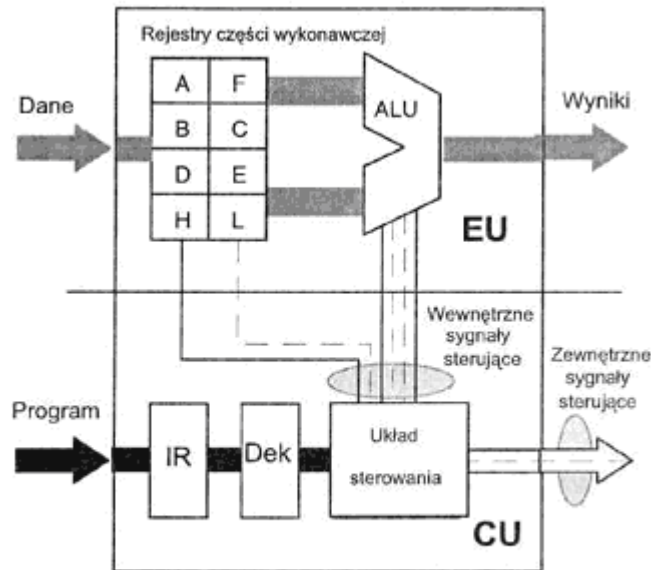 Rejestry części wykonawczej
A F
B C
D E
H L
Dane
ALU
Wyniki
EU
Wewnętrzne
sygnały
sterujące
Zewnętrzne
sygnały
sterujące
Program
IR
Dek
Układ
sterowania
CU